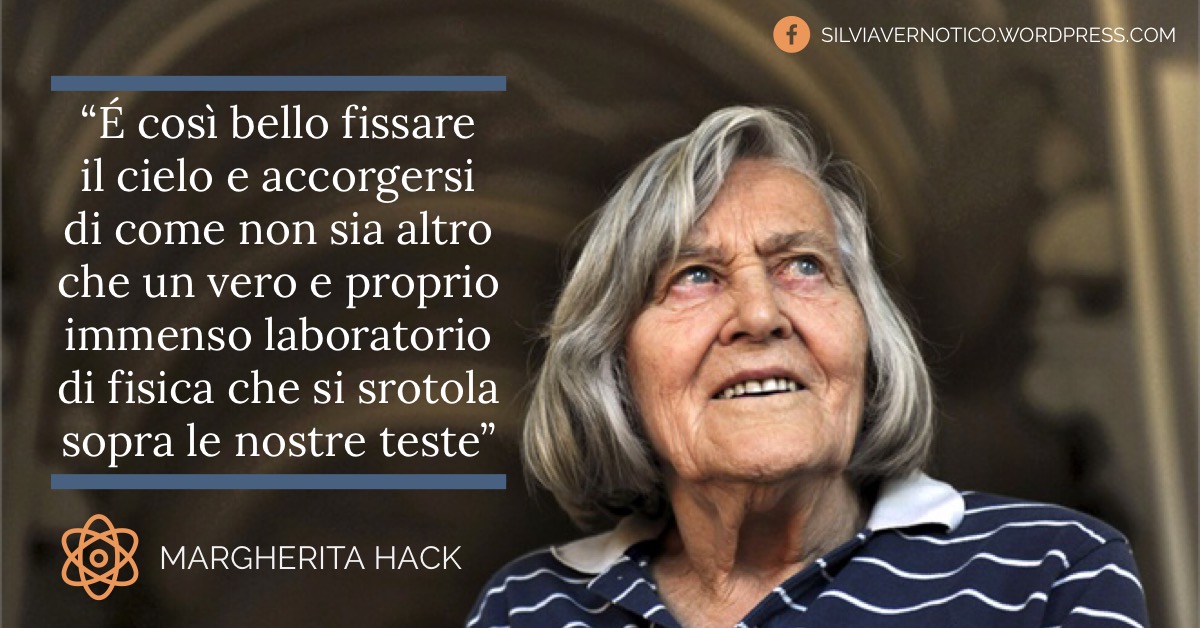 SILVIAVERNOTICO.WORDPRESS.COM
“É così bello fissare
il cielo e accorgersi
di come non sia altro
che un vero e proprio
immenso laboratorio
di fisica che si srotola
sopra le nostre teste”
MARGHERITA HACK